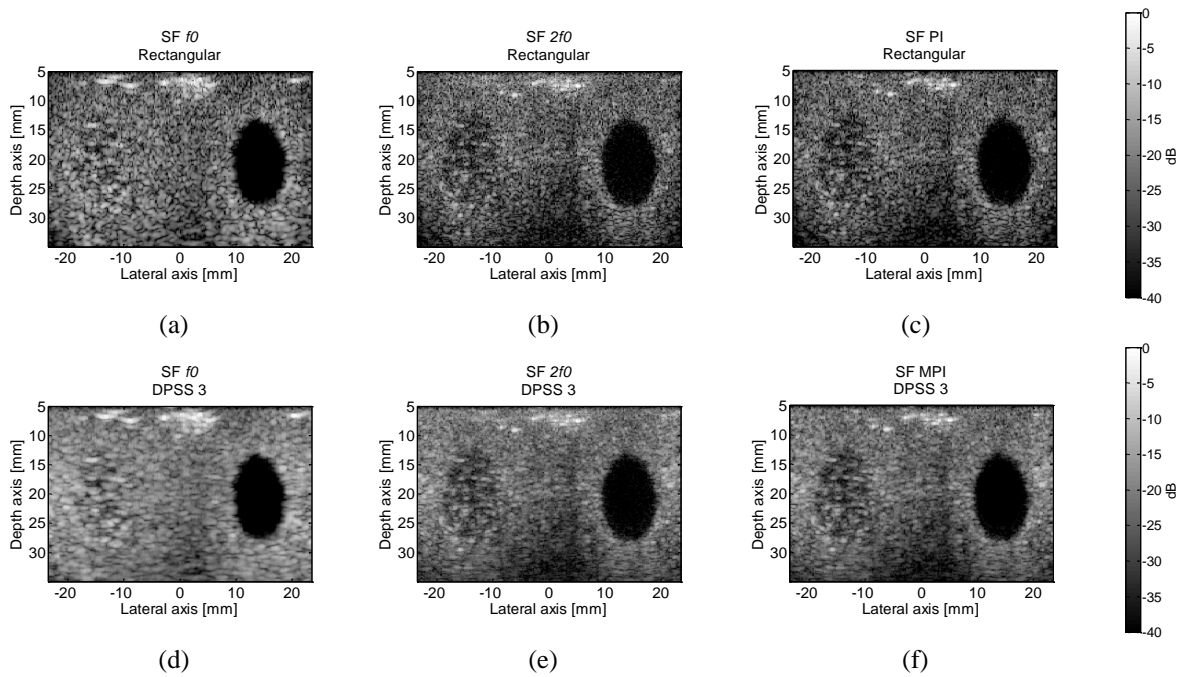 SF f0
Rectangular
5
10
15
20
25
30
Depth axis [mm]
-20 -10 0 10 20
Lateral axis [mm]
(a)
SF 2f0
Rectangular
5
10
15
20
25
30
Depth axis [mm]
-20 -10 0 10 20
Lateral axis [mm]
(b)
SF PI
Rectangular
5
10
15
20
25
30
Depth axis [mm]
-20 -10 0 10 20
Lateral axis [mm]
(c)
0
-5
-10
-15
-20
-25
-30
-35
-40
dB
SF f0
DPSS 3
5
10
15
20
25
30
Depth axis [mm]
-20 -10 0 10 20
Lateral axis [mm]
(d)
SF 2f0
DPSS 3
5
10
15
20
25
30
Depth axis [mm]
-20 -10 0 10 20
Lateral axis [mm]
(e)
SF MPI
DPSS 3
5
10
15
20
25
30
Depth axis [mm]
-20 -10 0 10 20
Lateral axis [mm]
(f)
0
-5
-10
-15
-20
-25
-30
-35
-40
dB